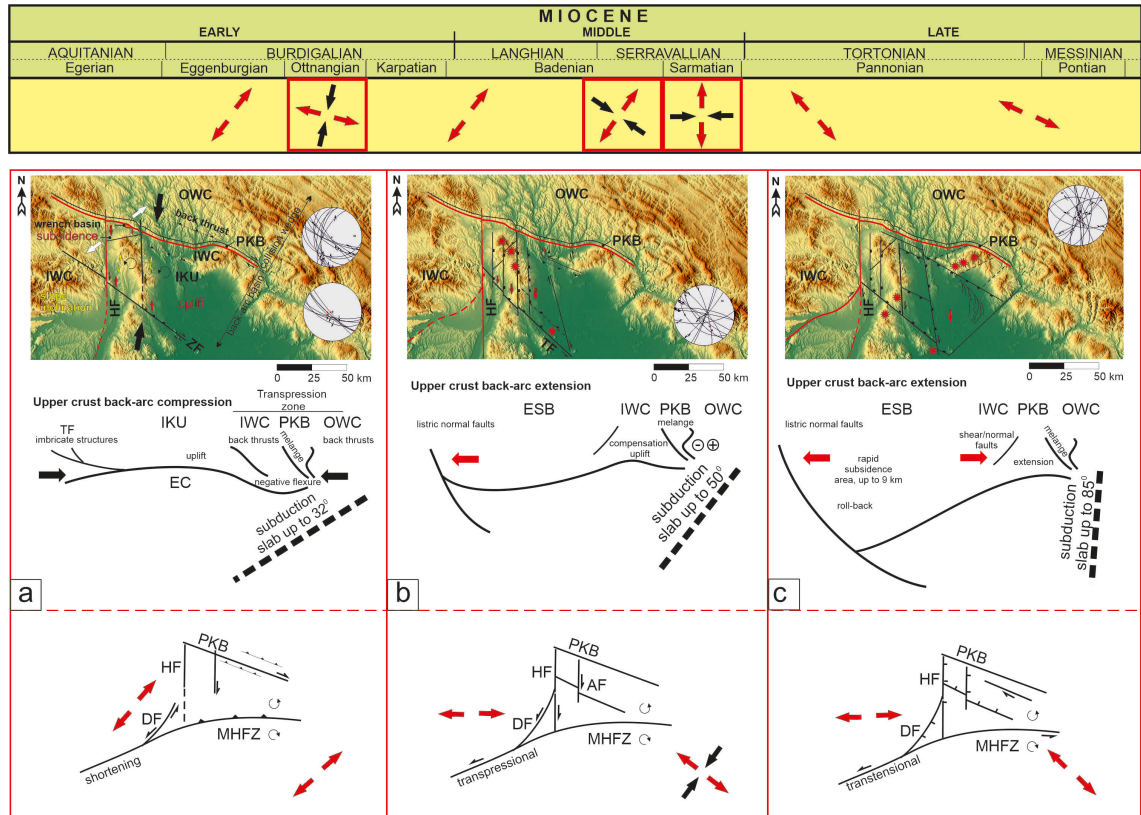 MIOCENE
EARLY MIDDLE LATE
AQUITANIAN BURDIGALIAN LANGHIAN SERRAVALLIAN TORTONIAN MESSINIAN
Egerian Eggenburgian Ottnangian Karpatian Badenian Sarmatian Pannonian Pontian
N
OWC
back thrust
wrench basin
subsidence
PKB
IWC
IWC
IKU
uplift
HF
ZF
0 25 50 km
Upper crust back-arc compression
Transpression
zone
TF
imbricate structures
IKU
IWC PKB OWC
back thrusts
melange
back thrusts
uplift
EC
negative flexure
subduction
slab up to 32⁰
a
PKB
HF
DF
MHFZ
shortening
N
OWC
PKB
IWC
HF
TF
0 25 50 km
Upper crust back-arc extension
ESB
IWC PKB OWC
listric normal faults
melange
compensation
uplift
subduction
slab up to 50⁰
b
PKB
HF
AF
DF
MHFZ
transpressional
N
OWC
PKB
IWC
HF
0 25 50 km
Upper crust back-arc extension
ESB
IWC PKB OWC
listric normal faults
shear/normal
faults
melange
rapid
subsidence
area, up to 9 km
extension
roll-back
subduction
slab up to 85⁰
c
PKB
HF
DF
MHFZ
transtensional